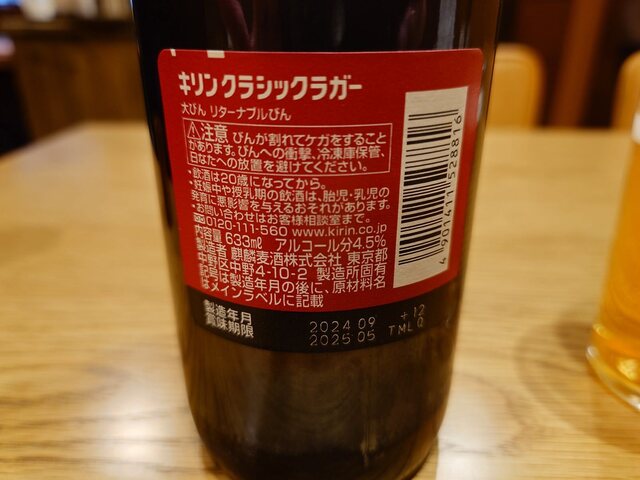 キリン クラシックラガー
大びん リターナブルびん
⚠注意 びんが割れてケガをすること
があります。びんへの衝撃、冷凍庫保管、
日なたへの放置を避けてください。
・飲酒は20歳になってから。
・妊娠中や授乳期の飲酒は、胎児・乳児の
発育に悪影響を与えるおそれがあります。
・お問い合わせはお客様相談室まで。
0120-111-560 www.kirin.co.jp
内容量 633㎖ アルコール分4.5%
製造者 麒麟麦酒株式会社 東京都
中野区中野4-10-2 製造所固有
記号は製造年月の後に、原材料名
はメインラベルに記載
4 901411 528816
製造年月 2024 09 +12
賞味期限 2025 05 TML 0